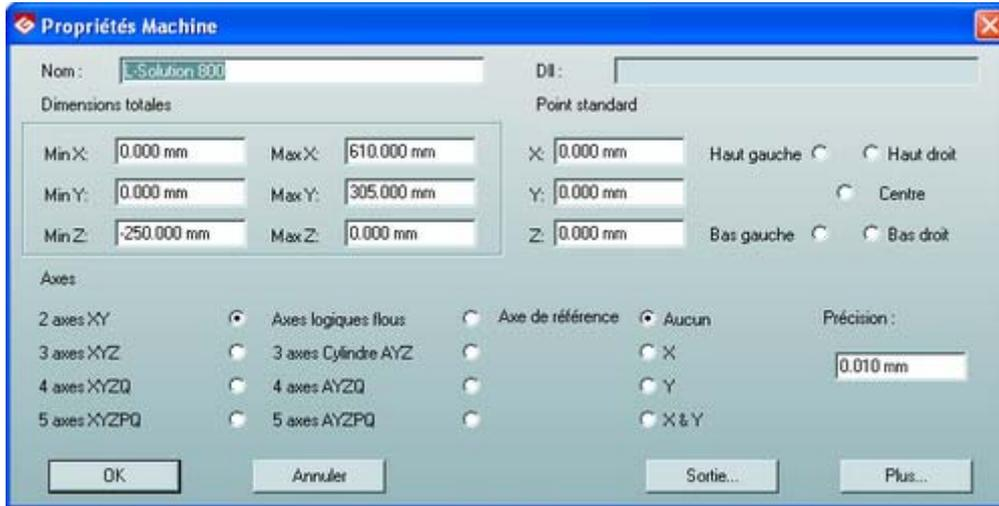 Propriétés Machine
Nom : L-Solution 800 Dll :
Dimensions totales Point standard
Min X: 0.000 mm Max X: 610.000 mm X: 0.000 mm Haut gauche Haut droit
Min Y: 0.000 mm Max Y: 305.000 mm Y: 0.000 mm Centre
Min Z: -250.000 mm Max Z: 0.000 mm Z: 0.000 mm Bas gauche Bas droit
Axes
2 axes XY Axes logiques flous Axe de référence Aucun Précision :
3 axes XYZ 3 axes Cylindre AYZ X 0.010 mm
4 axes XYZQ 4 axes AYZQ Y
5 axes XYZPQ 5 axes AYZPQ X & Y
OK Annuler Sortie... Plus...